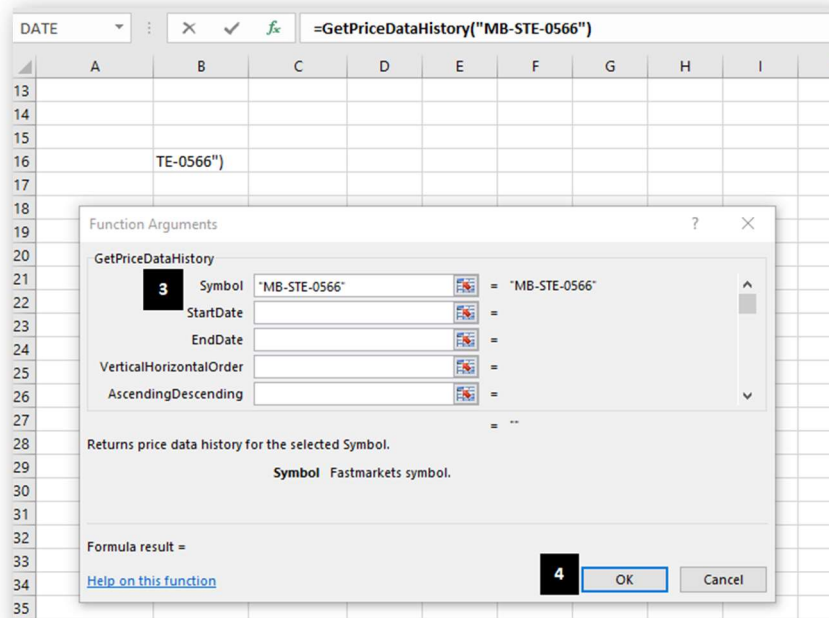 DATE fx =GetPriceDataHistory("MB-STE-0566")
A B C D E F G H I
13
14
15
16 TE-0566")
17
18
19 Function Arguments ?
20 GetPriceDataHistory
21 3 Symbol "MB-STE-0566" = "MB-STE-0566"
22
23 StartDate =
24 EndDate =
25 VerticalHorizontalOrder =
26 AscendingDescending =
27 = ""
28 Returns price data history for the selected Symbol.
29 Symbol Fastmarkets symbol.
30
31
32 Formula result =
33
34 Help on this function 4 OK Cancel
35